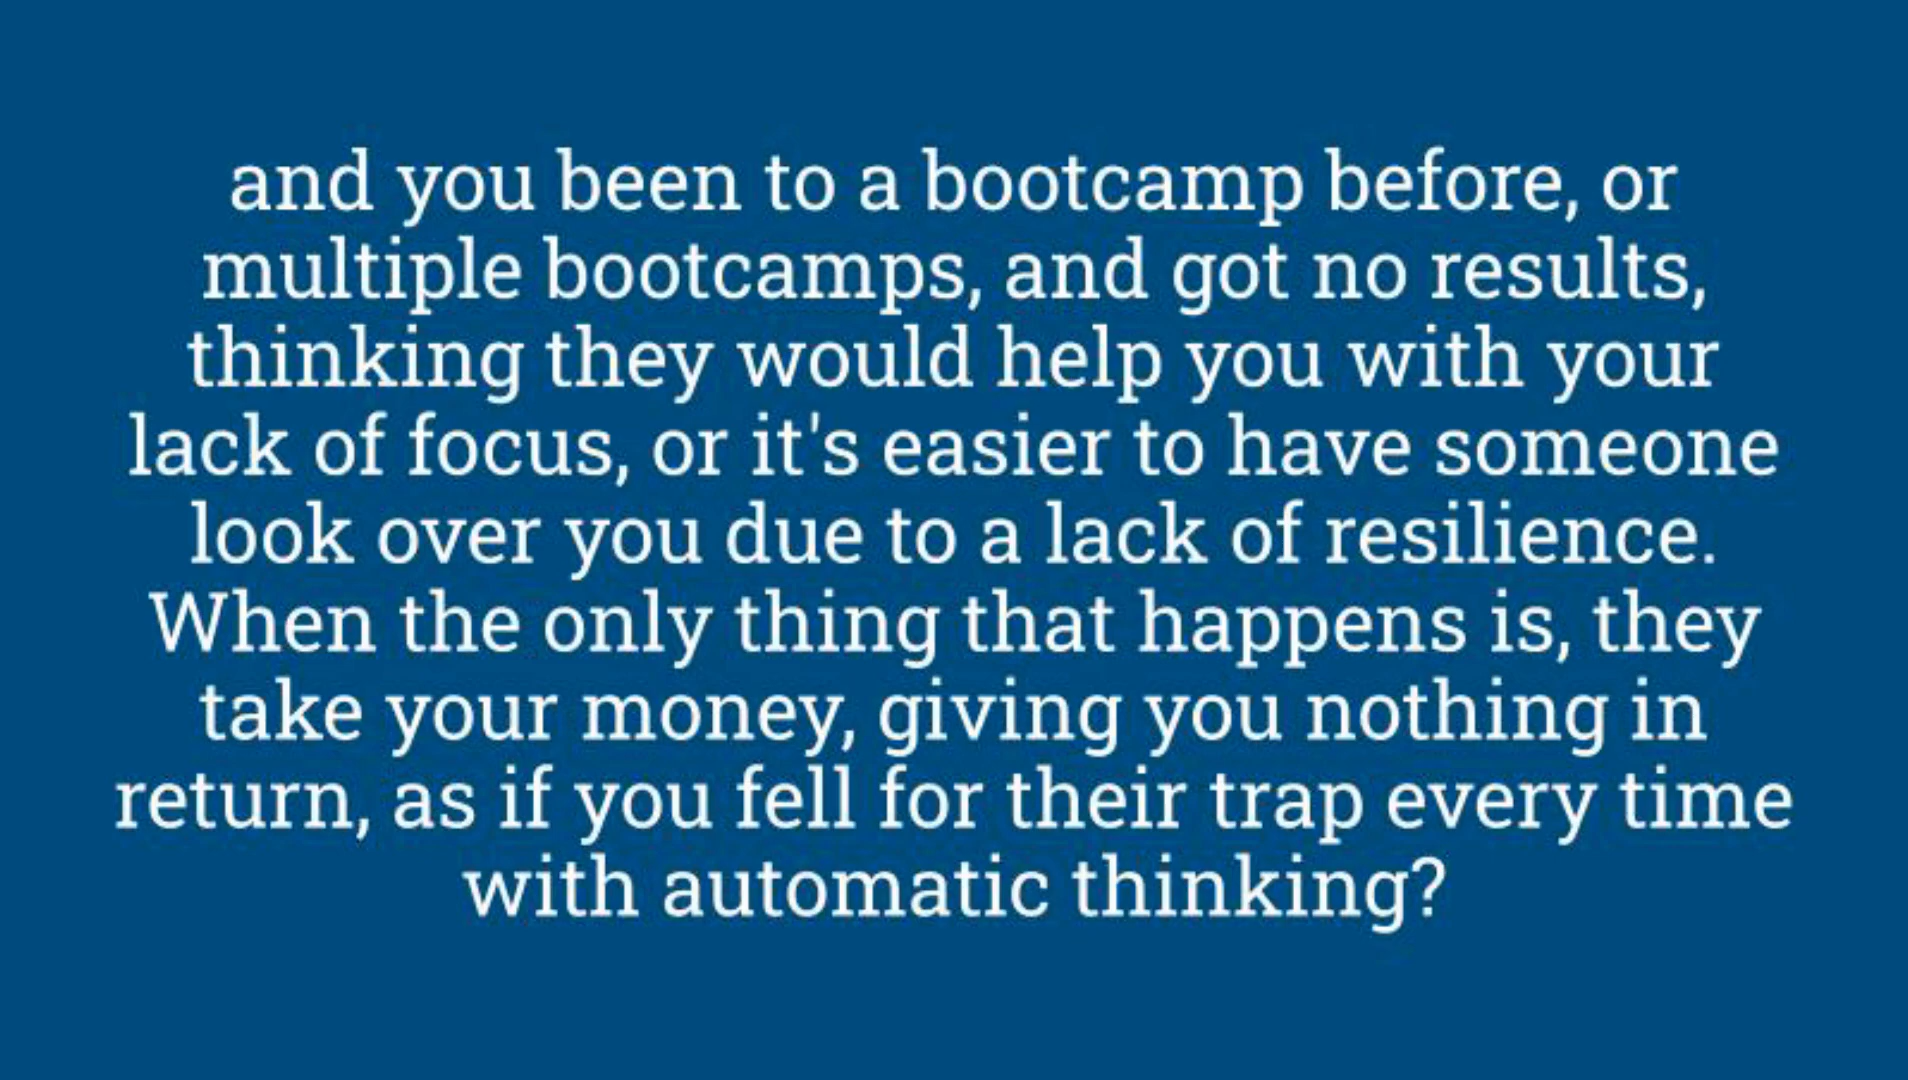 and you been to a bootcamp before, or
multiple bootcamps, and got no results,
thinking they would help you with your
lack of focus, or it's easier to have someone
look over you due to a lack of resilience.
When the only thing that happens is, they
take your money, giving you nothing in
return, as if you fell for their trap every time
with automatic thinking?